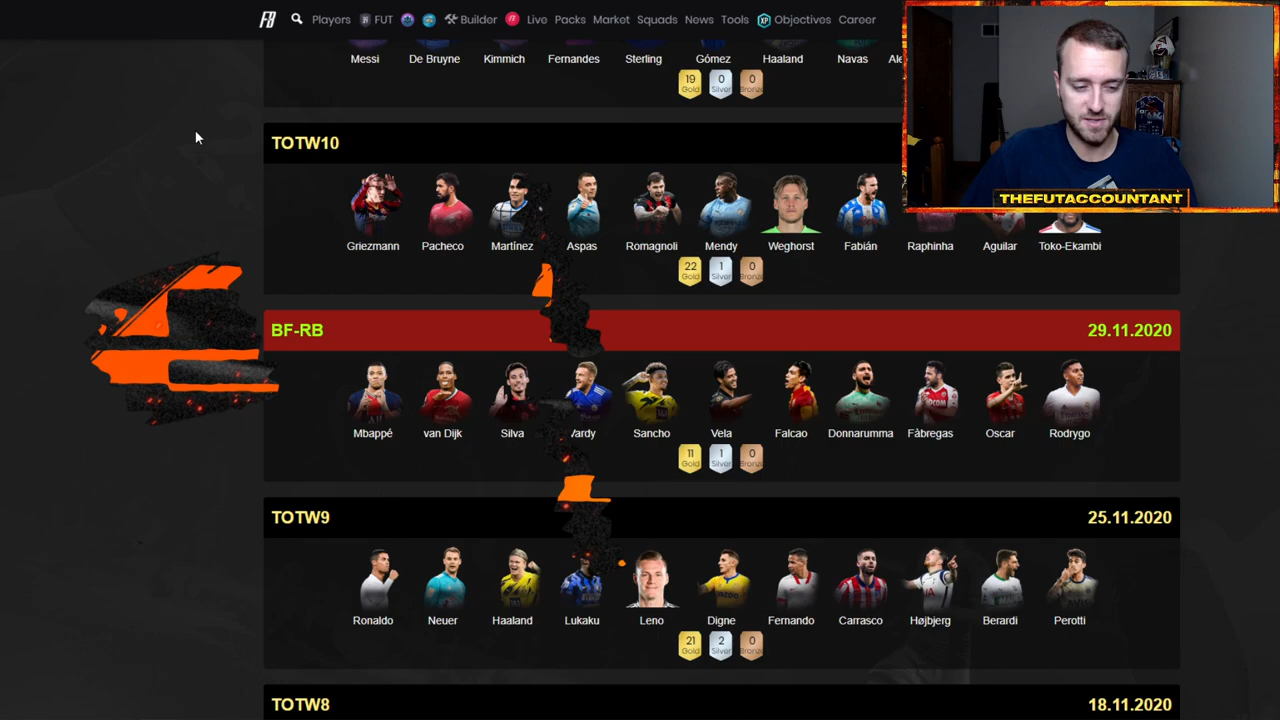 Players FUT Builder Live Packs Market Squads News Tools XP Objectives Career
Messi De Bruyne Kimmich Fernandes Sterling Gómez Haaland Navas
19 Gold 0 Silver 0 Bronze
TOTW10
THEFUTACCOUNTANT
Griezmann Pacheco Martínez Aspas Romagnoli Mendy Weghorst Fabián Raphinha Aguilar Toko-Ekambi
22 Gold 1 Silver 0 Bronze
BF-RB 29.11.2020
Mbappé van Dijk Silva Vardy Sancho Vela Falcao Donnarumma Fàbregas Oscar Rodrygo
11 Gold 1 Silver 0 Bronze
TOTW9 25.11.2020
Ronaldo Neuer Haaland Lukaku Leno Digne Fernando Carrasco Højbjerg Berardi Perotti
21 Gold 2 Silver 0 Bronze
TOTW8 18.11.2020